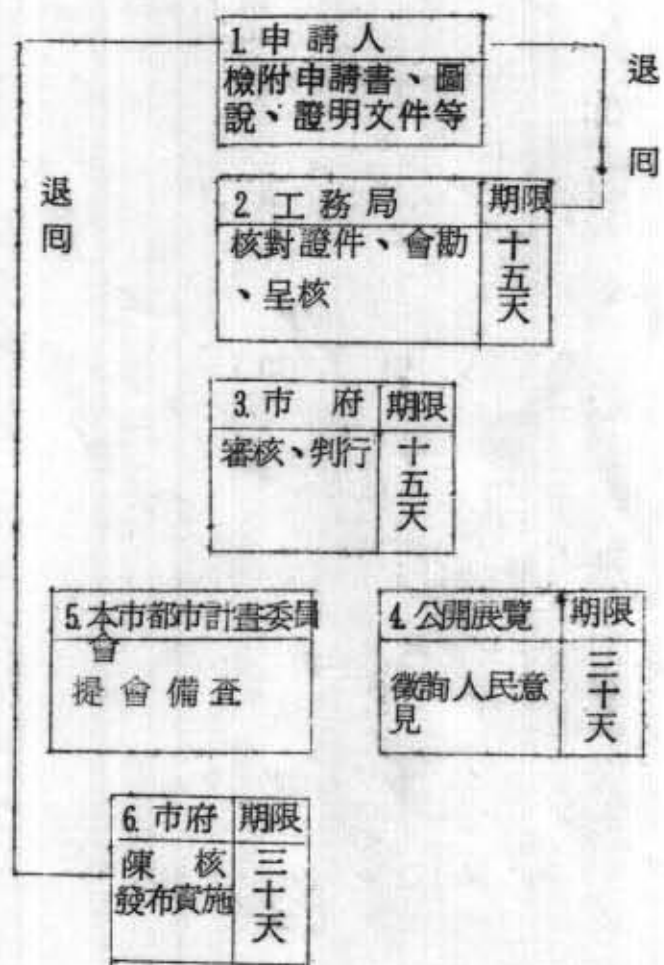 1.申請人
檢附申請書、圖
說、證明文件等
退回
退回
2.工務局
期限
核對證件、會勘
、呈核
十五天
3.市府
期限
審核、判行
十五天
5.本市都市計畫委員
會
提會備查
4.公開展覽
期限
徵詢人民意
見
三十天
6.市府
期限
陳核
發布實施
三十天